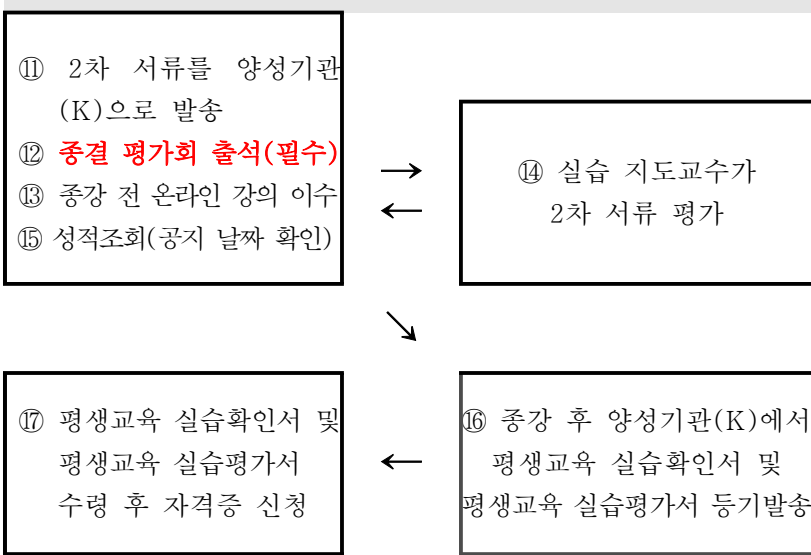 ⑪ 2차 서류를 양성기관
(K)으로 발송
⑫ 종결 평가회 출석(필수)
⑬ 종강 전 온라인 강의 이수
⑮ 성적조회(공지 날짜 확인)
→
←
⑭ 실습 지도교수가
2차 서류 평가
↘
⑰ 평생교육 실습확인서 및
평생교육 실습평가서
수령 후 자격증 신청
←
⑯ 종강 후 양성기관(K)에서
평생교육 실습확인서 및
평생교육 실습평가서 등기발송